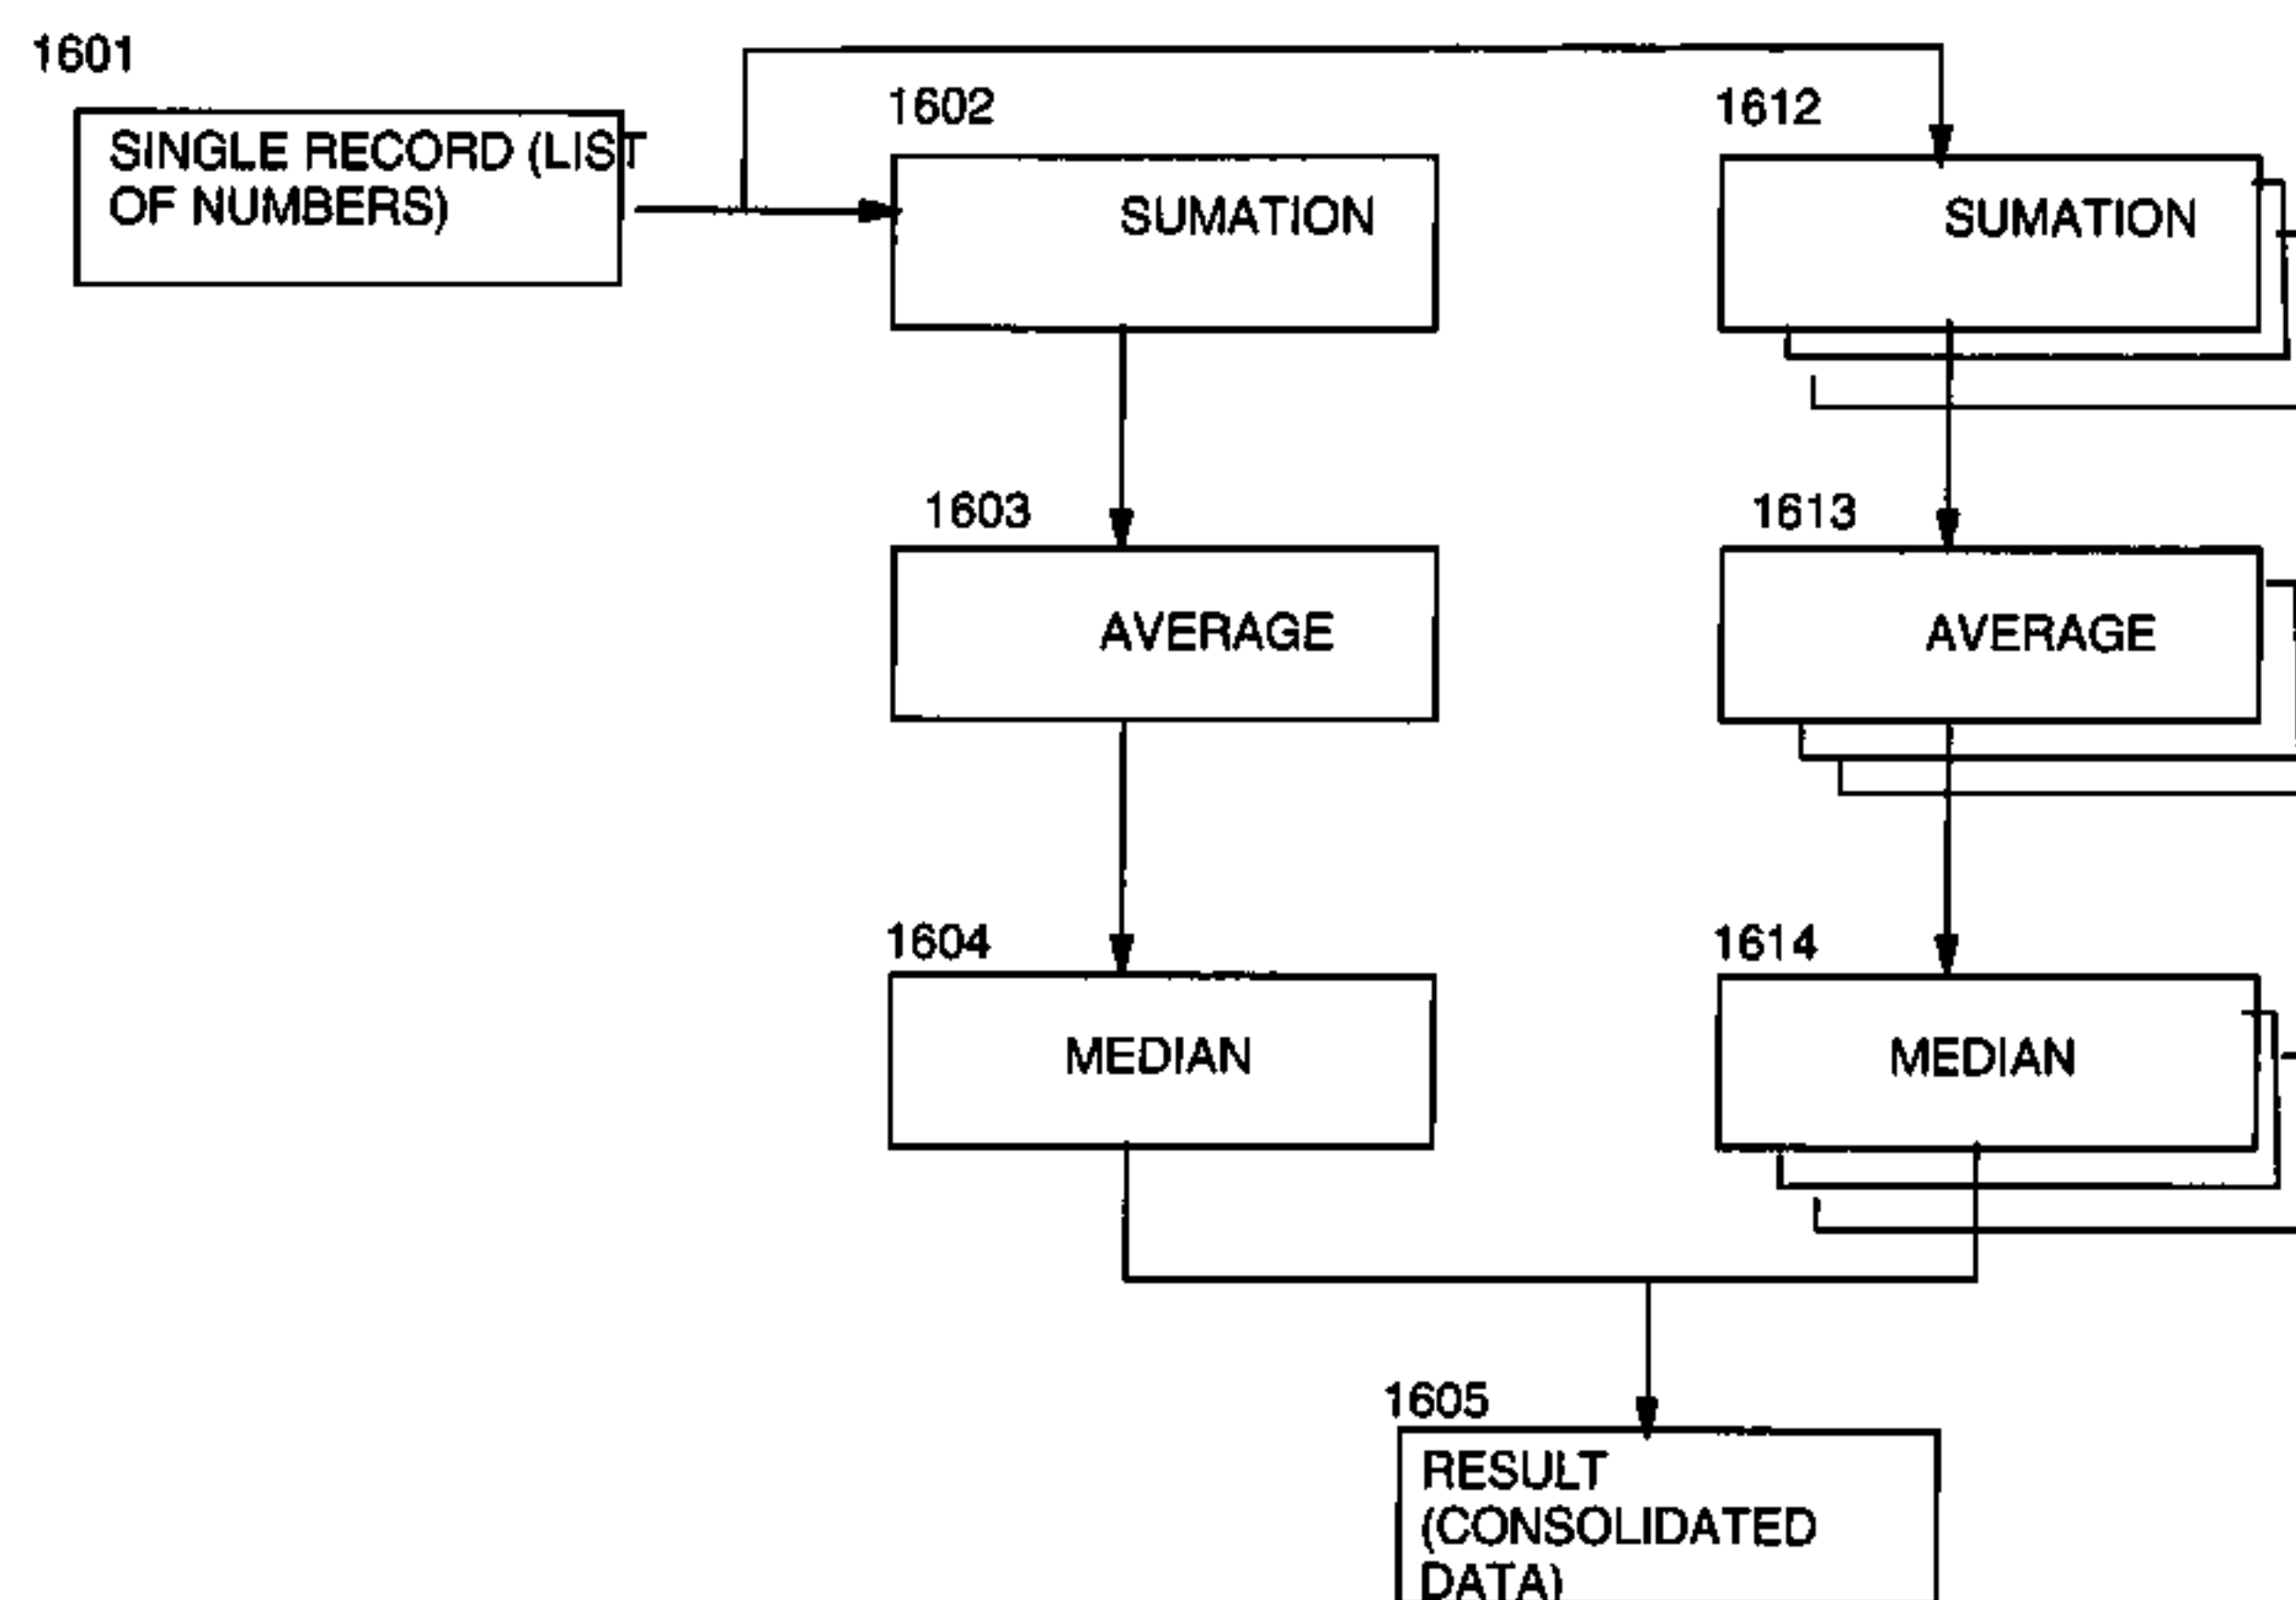 1601
SINGLE RECORD (LIST
OF NUMBERS)
1602
SUMATION
1612
SUMATION
1603
AVERAGE
1613
AVERAGE
1604
MEDIAN
1614
MEDIAN
1605
RESULT
(CONSOLIDATED
DATA)